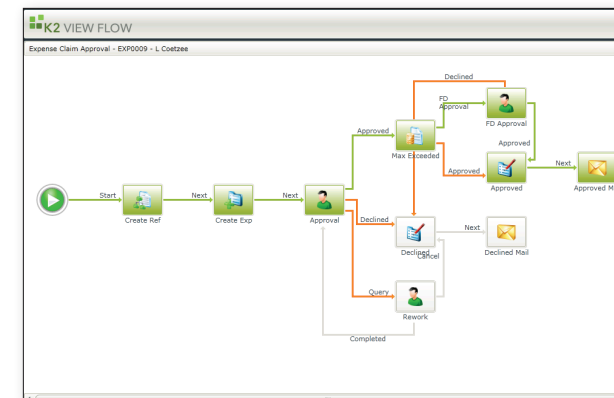 K2 VIEW FLOW
Expense Claim Approval - EXP0009 - L Coetzee
Declined
FD
Approval
FD Approval
Approved
Max Exceeded
Approved
Approved
Approved
Next
Approved M
Start
Create Ref
Next
Create Exp
Next
Approval
Declined
Declined
Cancel
Next
Declined Mail
Query
Rework
Completed